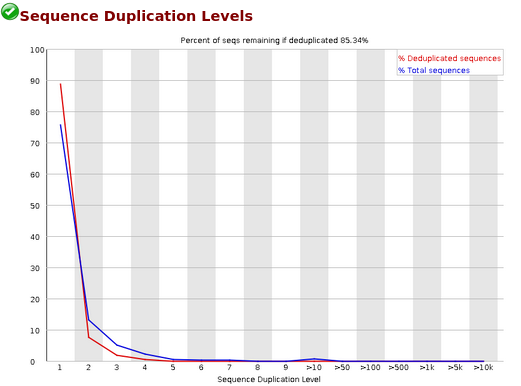 Sequence Duplication Levels
Percent of seqs remaining if deduplicated 85.34%
% Deduplicated sequences
% Total sequences
100
90
80
70
60
50
40
30
20
10
0
1 2 3 4 5 6 7 8 9 >10 >50 >100 >500 >1k >5k >10k
Sequence Duplication Level